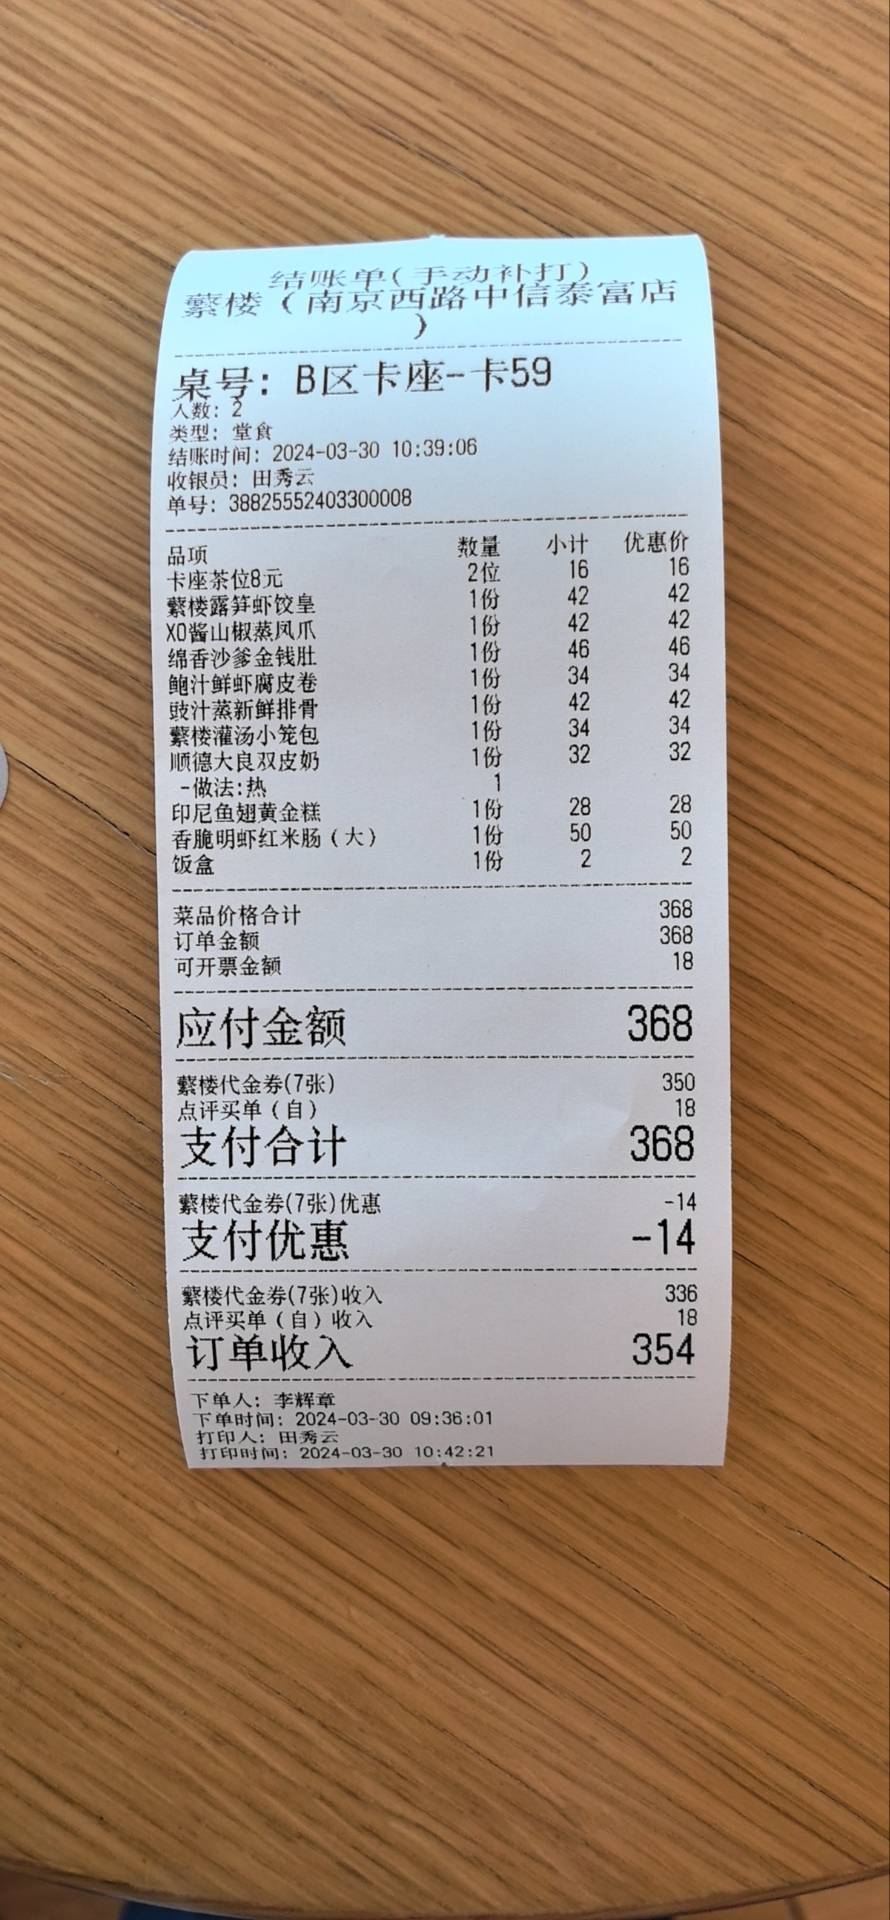 结账单(手动补打)
蘩楼（南京西路中信泰富店
）
桌号: B区卡座-卡59
人数: 2
类型: 堂食
结账时间: 2024-03-30 10:39:06
收银员: 田秀云
单号: 38825552403300008
品项 数量 小计 优惠价
卡座茶位8元 2位 16 16
蘩楼露笋虾饺皇 1份 42 42
XO酱山椒蒸凤爪 1份 42 42
绵香沙爹金钱肚 1份 46 46
鲍汁鲜虾腐皮卷 1份 34 34
豉汁蒸新鲜排骨 1份 42 42
蘩楼灌汤小笼包 1份 34 34
顺德大良双皮奶 1份 32 32
-做法:热 1
印尼鱼翅黄金糕 1份 28 28
香脆明虾红米肠（大） 1份 50 50
饭盒 1份 2 2
菜品价格合计 368
订单金额 368
可开票金额 18
应付金额 368
蘩楼代金券(7张) 350
点评买单（自） 18
支付合计 368
蘩楼代金券(7张)优惠 -14
支付优惠 -14
蘩楼代金券(7张)收入 336
点评买单（自）收入 18
订单收入 354
下单人: 李辉章
下单时间: 2024-03-30 09:36:01
打印人: 田秀云
打印时间: 2024-03-30 10:42:21